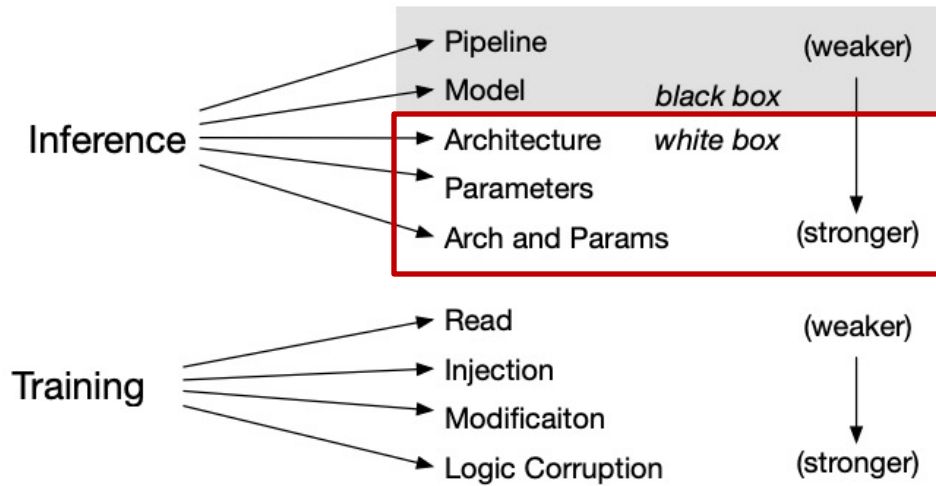 Pipeline (weaker)
Model black box
Inference Architecture white box
Parameters
Arch and Params (stronger)
Read (weaker)
Injection
Training
Modificaiton
Logic Corruption (stronger)